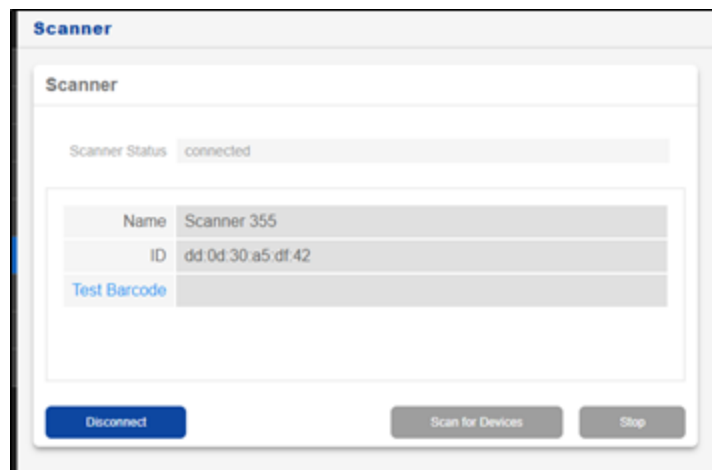 Scanner
Scanner
Scanner Status connected
Name Scanner 355
ID dd:0d:30:a5:df:42
Test Barcode
Disconnect Scan for Devices Stop